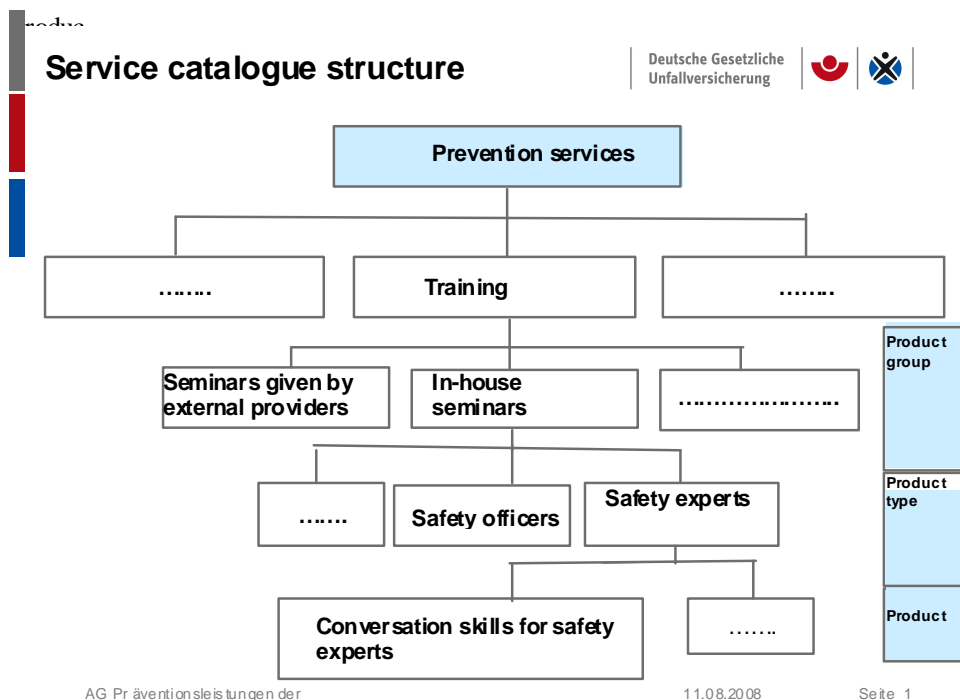 Service catalogue structure
Deutsche Gesetzliche
Unfallversicherung
Prevention services
........
Training
........
Product
group
Seminars given by
external providers
In-house
seminars
........................
Product
type
.......
Safety officers
Safety experts
Product
Conversation skills for safety
experts
.......
AG Pr äventionsleistungen der
11.08.2008
Seite 1